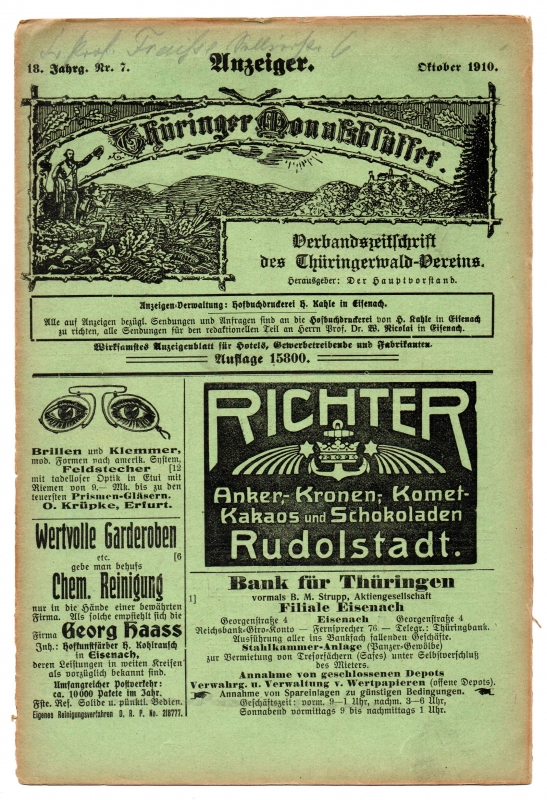 18. Jahrg. Nr. 7.
Anzeiger.
Oktober 1910.
Thüringer Monatsblätter.
Verbandszeitschrift
des Thüringerwald-Vereins.
Herausgeber: Der Hauptvorstand.
Anzeigen-Verwaltung: Hofbuchdruckerei H. Kahle in Eisenach.
Alle auf Anzeigen bezügl. Sendungen und Anfragen sind an die Hofbuchdruckerei von H. Kahle in Eisenach
zu richten, alle Sendungen für den redaktionellen Teil an Herrn Prof. Dr. W. Nicolai in Eisenach.
Wirksamstes Anzeigenblatt für Hotels, Gewerbetreibende und Fabrikanten.
Auflage 15800.
Brillen und Klemmer,
mod. Formen nach amerik. System.
Feldstecher [12
mit tadelloser Optik in Etui mit
Riemen von 9.— Mk. bis zu den
teuersten Prismen-Gläsern.
O. Krüpke, Erfurt.
Wertvolle Garderoben
etc. [6
gebe man behufs
Chem. Reinigung
nur in die Hände einer bewährten
Firma. Als solche empfiehlt sich die
Firma Georg Haass
Inh.: Hofkunstfärber H. Kohlrausch
in Eisenach,
deren Leistungen in weiten Kreisen
als vorzüglich bekannt sind.
Umfangreicher Postverkehr:
ca. 10000 Pakete im Jahr.
Fste. Ref. Solide u. pünktl. Bedien.
Eigenes Reinigungsverfahren D. R. P. No. 218777.
RICHTER
Anker-, Kronen-, Komet-
Kakaos und Schokoladen
Rudolstadt.
Bank für Thüringen
1] vormals B. M. Strupp, Aktiengesellschaft
Filiale Eisenach
Georgenstraße 4 Eisenach Georgenstraße 4
Reichsbank-Giro-Konto — Fernsprecher 76 — Telegr.: Thüringbank.
Ausführung aller ins Bankfach fallenden Geschäfte.
Stahlkammer-Anlage (Panzer-Gewölbe)
zur Vermietung von Tresorfächern (Safes) unter Selbstverschluß
des Mieters.
Annahme von geschlossenen Depots
Verwahrg. u. Verwaltung v. Wertpapieren (offene Depots).
Annahme von Spareinlagen zu günstigen Bedingungen.
Geschäftszeit: vorm. 9—1 Uhr, nachm. 3—6 Uhr,
Sonnabend vormittags 9 bis nachmittags 1 Uhr.